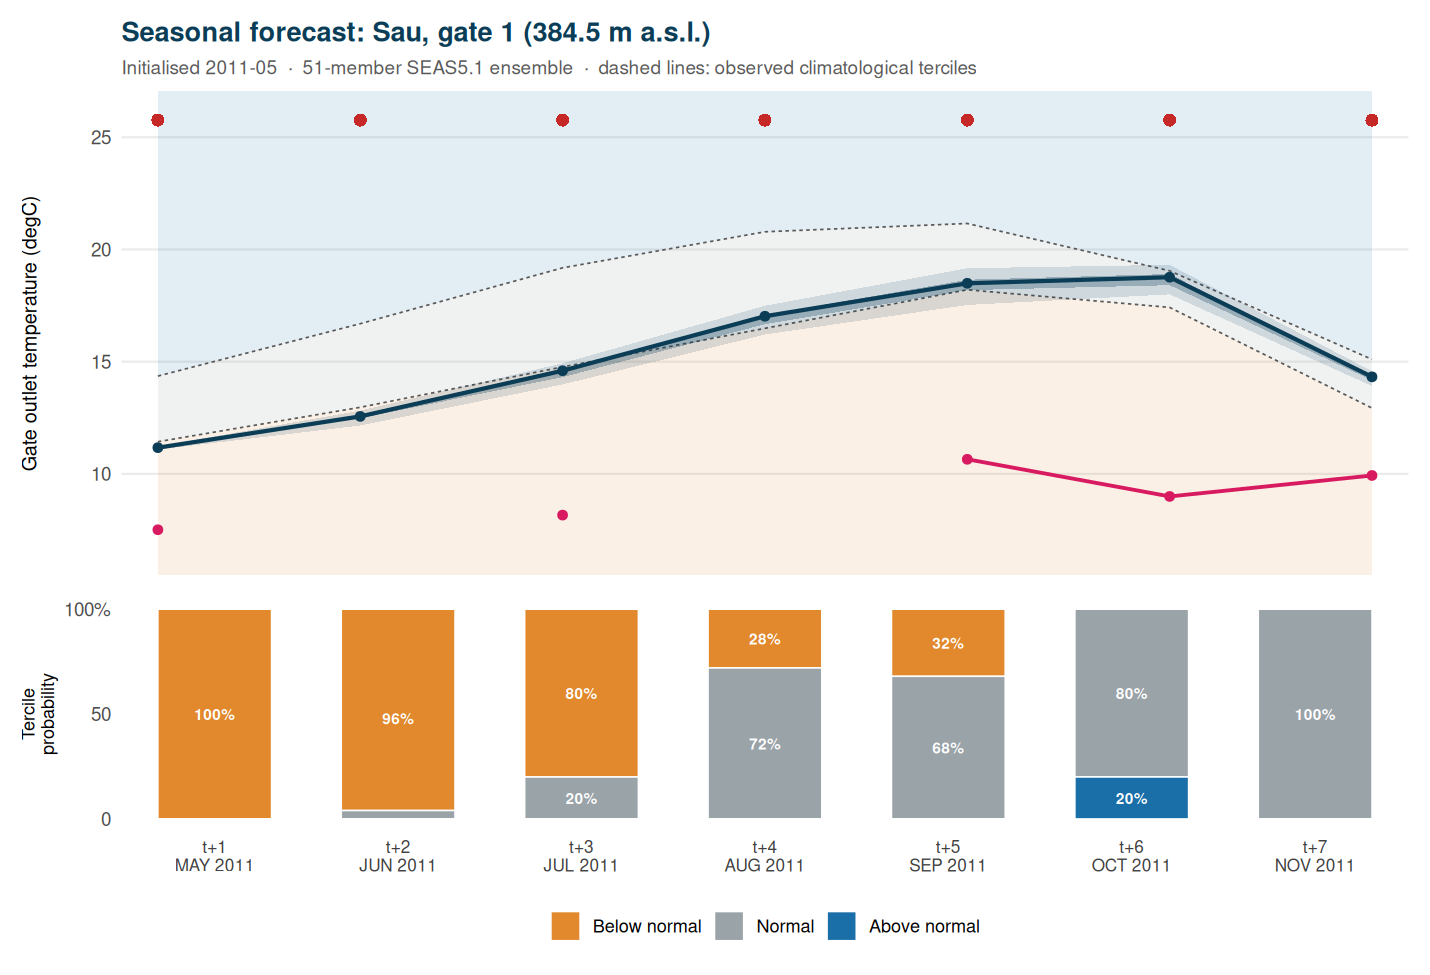 Seasonal forecast: Sau, gate 1 (384.5 m a.s.l.)
Initialised 2011-05 · 51-member SEAS5.1 ensemble · dashed lines: observed climatological terciles
Gate outlet temperature (degC)
25
20
15
10
Tercile
probability
100%
50
0
100%
96%
80%
20%
28%
72%
32%
68%
80%
20%
100%
t+1
MAY 2011
t+2
JUN 2011
t+3
JUL 2011
t+4
AUG 2011
t+5
SEP 2011
t+6
OCT 2011
t+7
NOV 2011
Below normal
Normal
Above normal